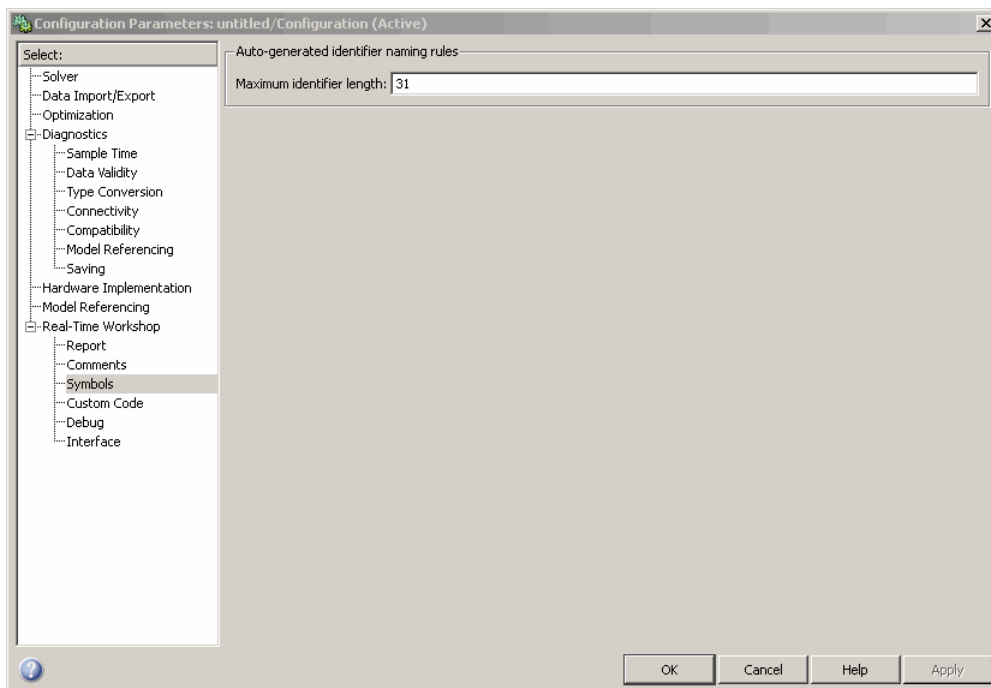 Configuration Parameters: untitled/Configuration (Active)
Select:
Solver
Data Import/Export
Optimization
Diagnostics
Sample Time
Data Validity
Type Conversion
Connectivity
Compatibility
Model Referencing
Saving
Hardware Implementation
Model Referencing
Real-Time Workshop
Report
Comments
Symbols
Custom Code
Debug
Interface
Auto-generated identifier naming rules
Maximum identifier length: 31
OK Cancel Help Apply